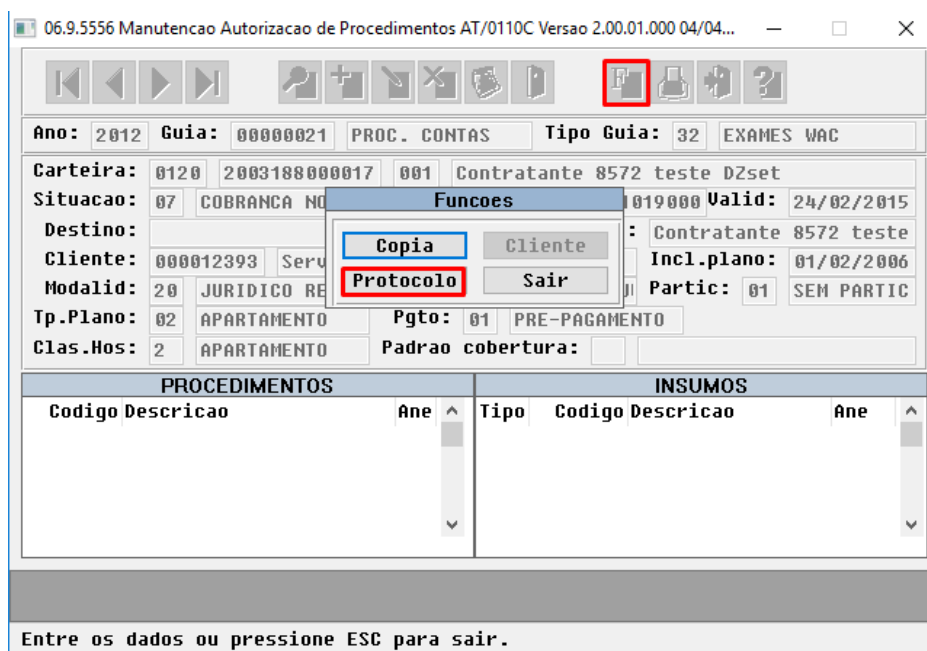 06.9.5556 Manutencao Autorizacao de Procedimentos AT/0110C Versao 2.00.01.000 04/04...
F
Ano: 2012 Guia: 00000021 PROC. CONTAS Tipo Guia: 32 EXAMES WAC
Carteira: 0120 2003188000017 001 Contratante 8572 teste DZset
Situacao: 07 COBRANCA NO 1019000 Valid: 24/02/2015
Destino: : Contratante 8572 teste
Cliente: 000012393 Serv Incl.plano: 01/02/2006
Modalid: 20 JURIDICO RE Partic: 01 SEM PARTIC
Tp.Plano: 02 APARTAMENTO Pgto: 01 PRE-PAGAMENTO
Clas.Hos: 2 APARTAMENTO Padrao cobertura:
Funcoes
Copia Cliente
Protocolo Sair
PROCEDIMENTOS INSUMOS
Codigo Descricao Ane Tipo Codigo Descricao Ane
Entre os dados ou pressione ESC para sair.